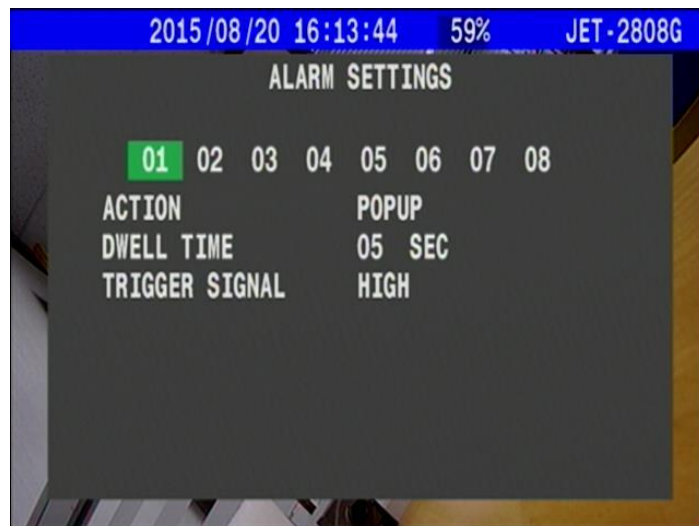 2015/08/20 16:13:44 59% JET-2808G
ALARM SETTINGS
01 02 03 04 05 06 07 08
ACTION POPUP
DWELL TIME 05 SEC
TRIGGER SIGNAL HIGH